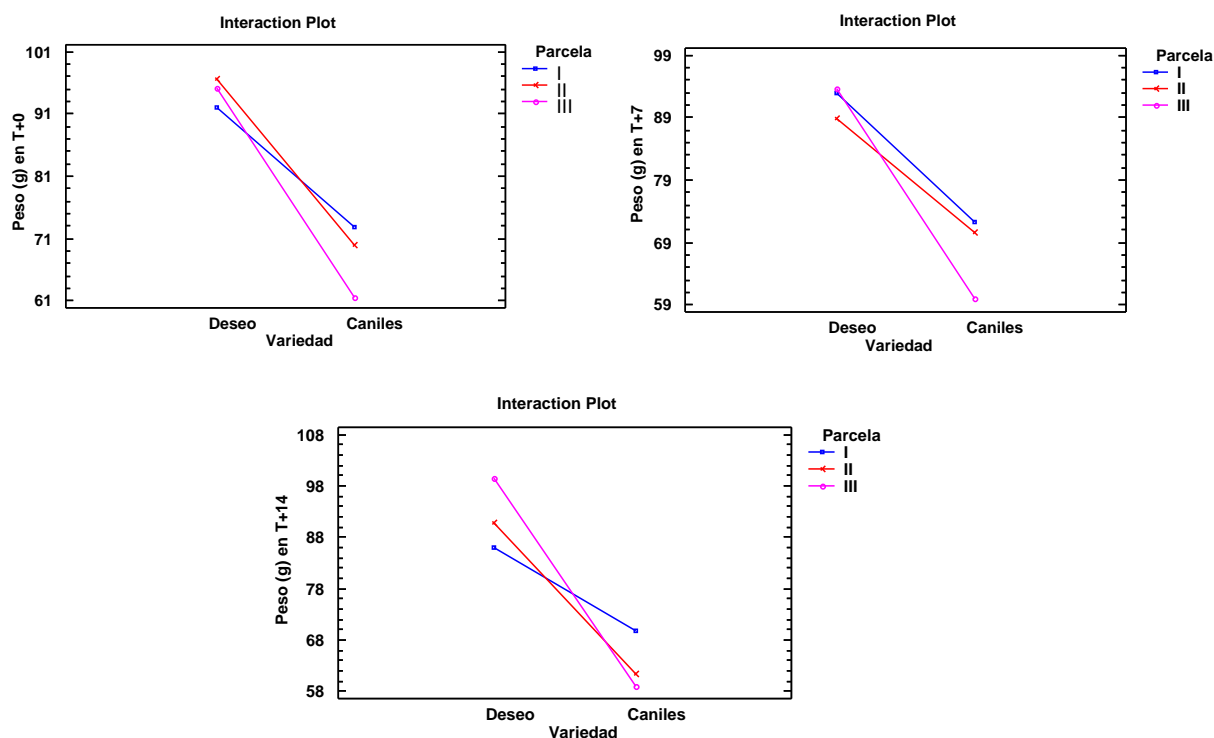 Interaction Plot
Peso (g) en T+0
101
91
81
71
61
Deseo
Caniles
Variedad
Parcela
I
II
III
Interaction Plot
Peso (g) en T+7
99
89
79
69
59
Deseo
Caniles
Variedad
Parcela
I
II
III
Interaction Plot
Peso (g) en T+14
108
98
88
78
68
58
Deseo
Caniles
Variedad
Parcela
I
II
III